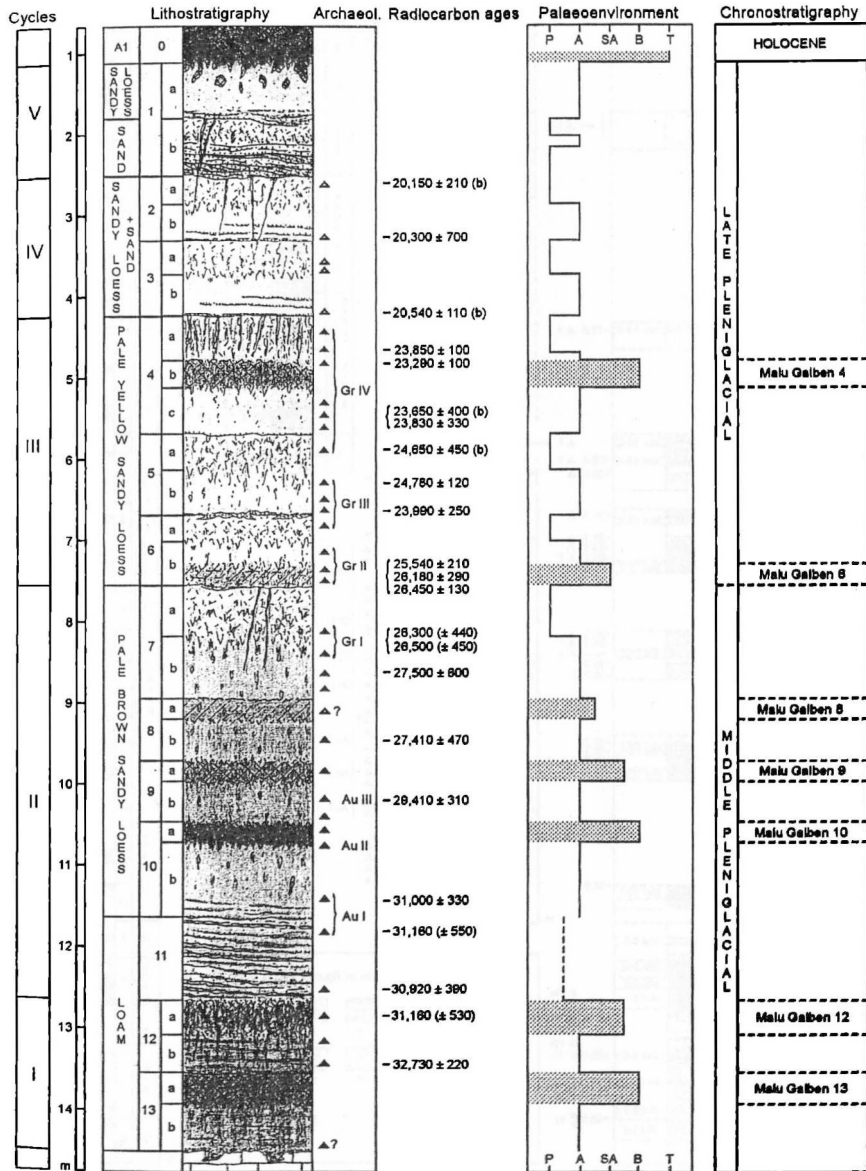 Cycles
V
IV
III
II
I
1
2
3
4
5
6
7
8
9
10
11
12
13
14
m
Lithostratigraphy
A1
SANDY LOESS
SAND
SANDY LOESS + SAND
PALE YELLOW SANDY LOESS
PALE BROWN SANDY LOESS
LOAM
0
1
a
b
2
a
b
3
a
b
4
a
b
c
5
a
b
6
a
b
7
a
b
8
a
b
9
a
b
10
a
b
11
12
a
b
13
a
b
Archaeol.
Gr IV
Gr III
Gr II
Gr I
?
Au III
Au II
Au I
?
Radiocarbon ages
–20,150 ± 210 (b)
–20,300 ± 700
–20,540 ± 110 (b)
–23,850 ± 100
–23,290 ± 100
23,650 ± 400 (b)
23,830 ± 330
–24,650 ± 450 (b)
–24,780 ± 120
–23,990 ± 250
25,540 ± 210
26,180 ± 290
26,450 ± 130
26,300 (± 440)
26,500 (± 450)
–27,500 ± 600
–27,410 ± 470
–29,410 ± 310
–31,000 ± 330
–31,160 (± 550)
–30,920 ± 390
–31,160 (± 530)
–32,730 ± 220
Palaeoenvironment
P A SA B T
P A SA B T
Chronostratigraphy
HOLOCENE
LATE PLENIGLACIAL
MIDDLE PLENIGLACIAL
Malu Galben 4
Malu Galben 6
Malu Galben 8
Malu Galben 9
Malu Galben 10
Malu Galben 12
Malu Galben 13